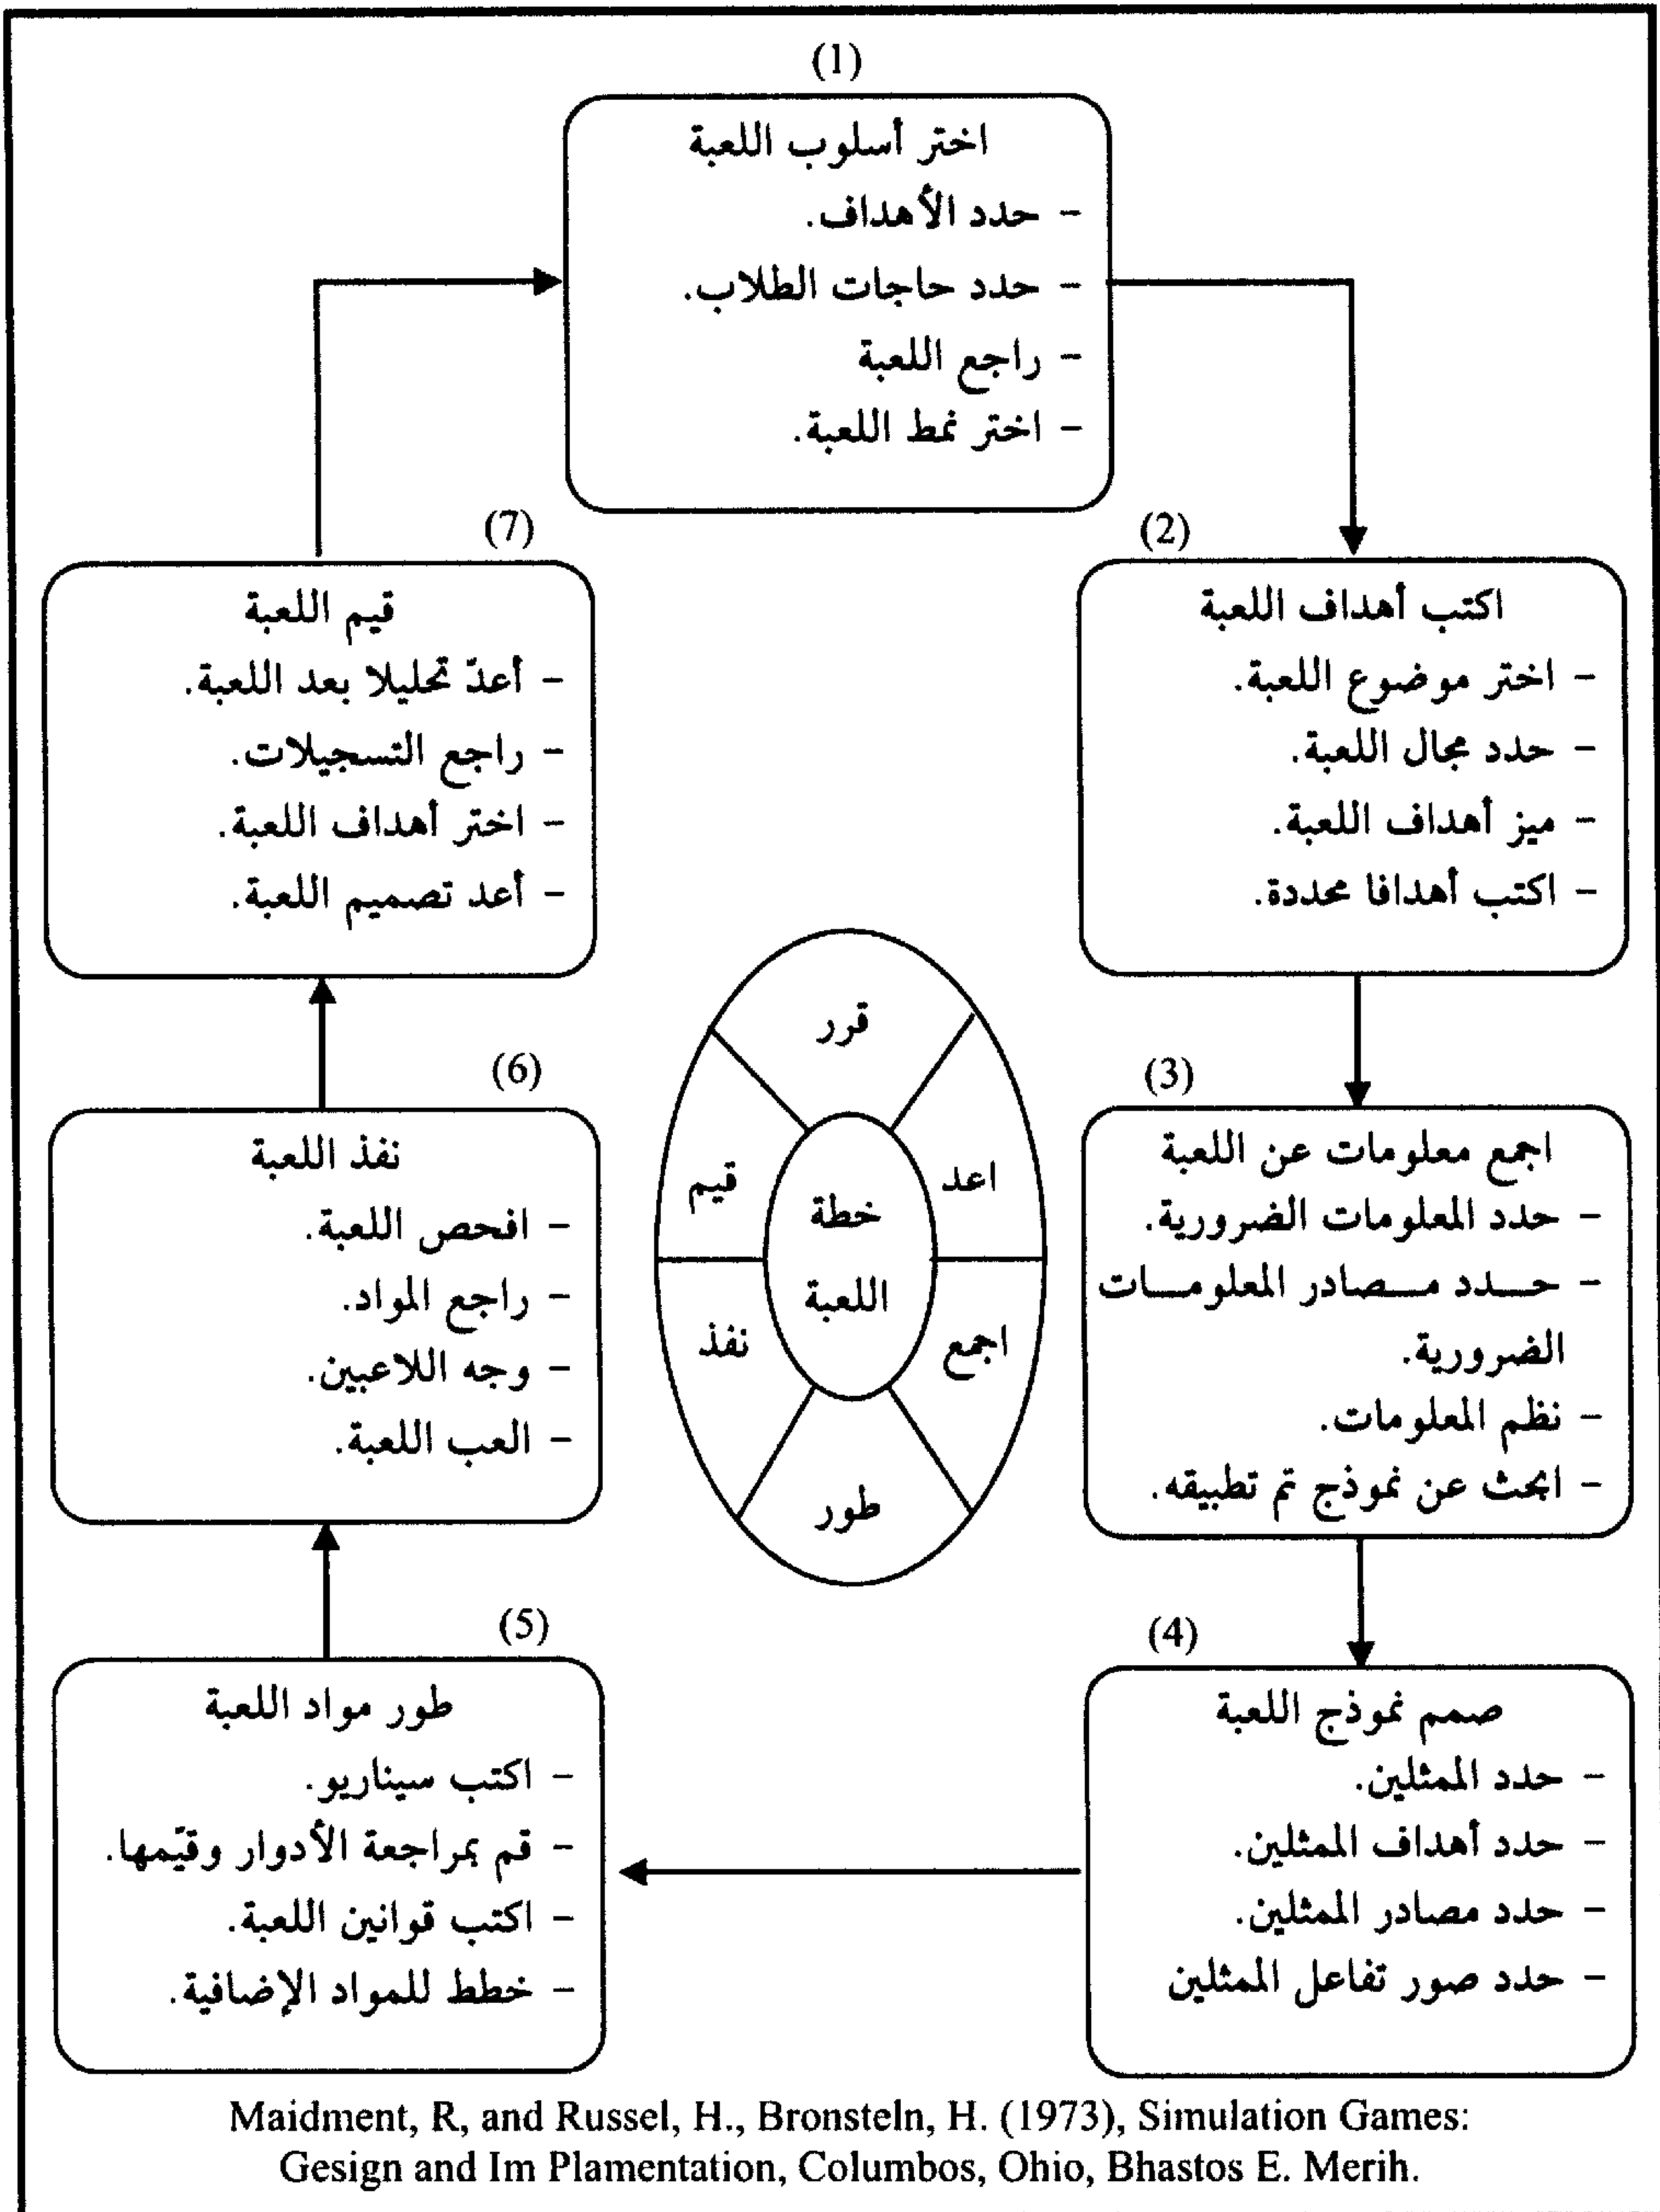 (1)
اختر أسلوب اللعبة
- حدد الأهداف.
- حدد حاجات الطلاب.
- راجع اللعبة
- اختر نمط اللعبة.
(2)
اكتب أهداف اللعبة
- اختر موضوع اللعبة.
- حدد مجال اللعبة.
- ميز أهداف اللعبة.
- اكتب أهدافا محددة.
(3)
اجمع معلومات عن اللعبة
- حدد المعلومات الضرورية.
- حـــدد مـــصادر المعلومـــات
الضرورية.
- نظم المعلومات.
- ابحث عن نموذج تم تطبيقه.
(4)
صمم نموذج اللعبة
- حدد الممثلين.
- حدد أهداف الممثلين.
- حدد مصادر الممثلين.
- حدد صور تفاعل الممثلين
(5)
طور مواد اللعبة
- اكتب سيناريو.
- قم بمراجعة الأدوار وقيّمها.
- اكتب قوانين اللعبة.
- خطط للمواد الإضافية.
(6)
نفذ اللعبة
- افحص اللعبة.
- راجع المواد.
- وجه اللاعبين.
- العب اللعبة.
(7)
قيم اللعبة
- أعدّ تحليلا بعد اللعبة.
- راجع التسجيلات.
- اختر أهداف اللعبة.
- أعد تصميم اللعبة.
قرر
اعد
اجمع
طور
نفذ
قيم
خطة
اللعبة
Maidment, R, and Russel, H., Bronsteln, H. (1973), Simulation Games:
Gesign and Im Plamentation, Columbos, Ohio, Bhastos E. Merih.